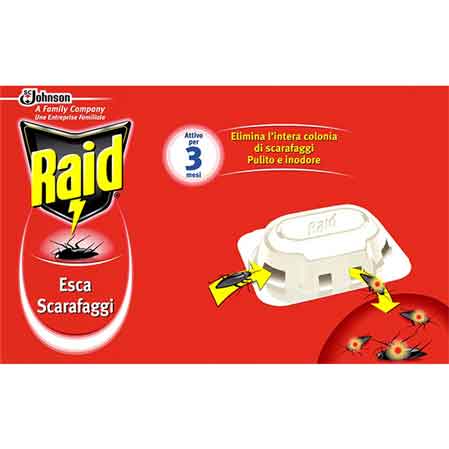 SC Johnson
A Family Company
Une Entreprise Familiale
Raid
Esca
Scarafaggi
Attivo
per
3
mesi
Elimina l'intera colonia
di scarafaggi
Pulito e inodore
Raid